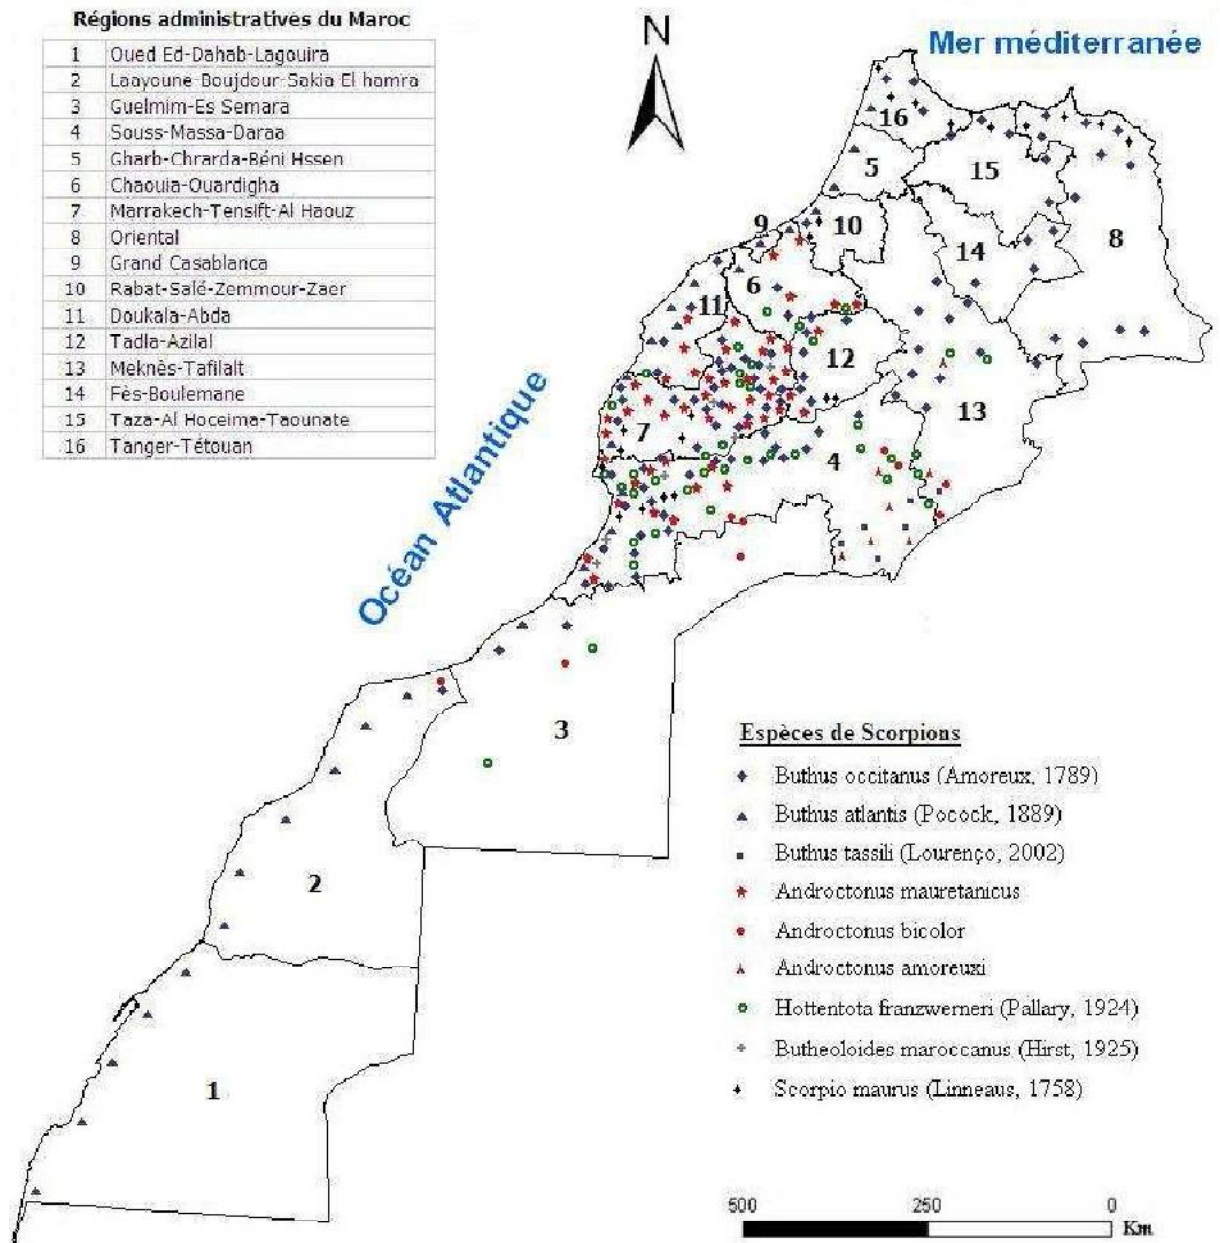 Régions administratives du Maroc
1 Oued Ed-Dahab-Lagouira
2 Laayoune-Boujdour-Sakia El hamra
3 Guelmim-Es Semara
4 Souss-Massa-Daraa
5 Gharb-Chrarda-Béni Hssen
6 Chaouia-Ouardigha
7 Marrakech-Tensift-Al Haouz
8 Oriental
9 Grand Casablanca
10 Rabat-Salé-Zemmour-Zaer
11 Doukala-Abda
12 Tadla-Azilal
13 Meknès-Tafilalt
14 Fès-Boulemane
15 Taza-Al Hoceima-Taounate
16 Tanger-Tétouan
N
Mer méditerranée
Océan Atlantique
16
5
15
9
10
14
8
6
11
12
13
7
4
3
2
1
Espèces de Scorpions
Buthus occitanus (Amoreux, 1789)
Buthus atlantis (Pocock, 1889)
Buthus tassili (Lourenço, 2002)
Androctonus mauretanicus
Androctonus bicolor
Androctonus amoreuxi
Hottentota franzwerneri (Pallary, 1924)
Butheoloides maroccanus (Hirst, 1925)
Scorpio maurus (Linneaus, 1758)
500 250 0
Km